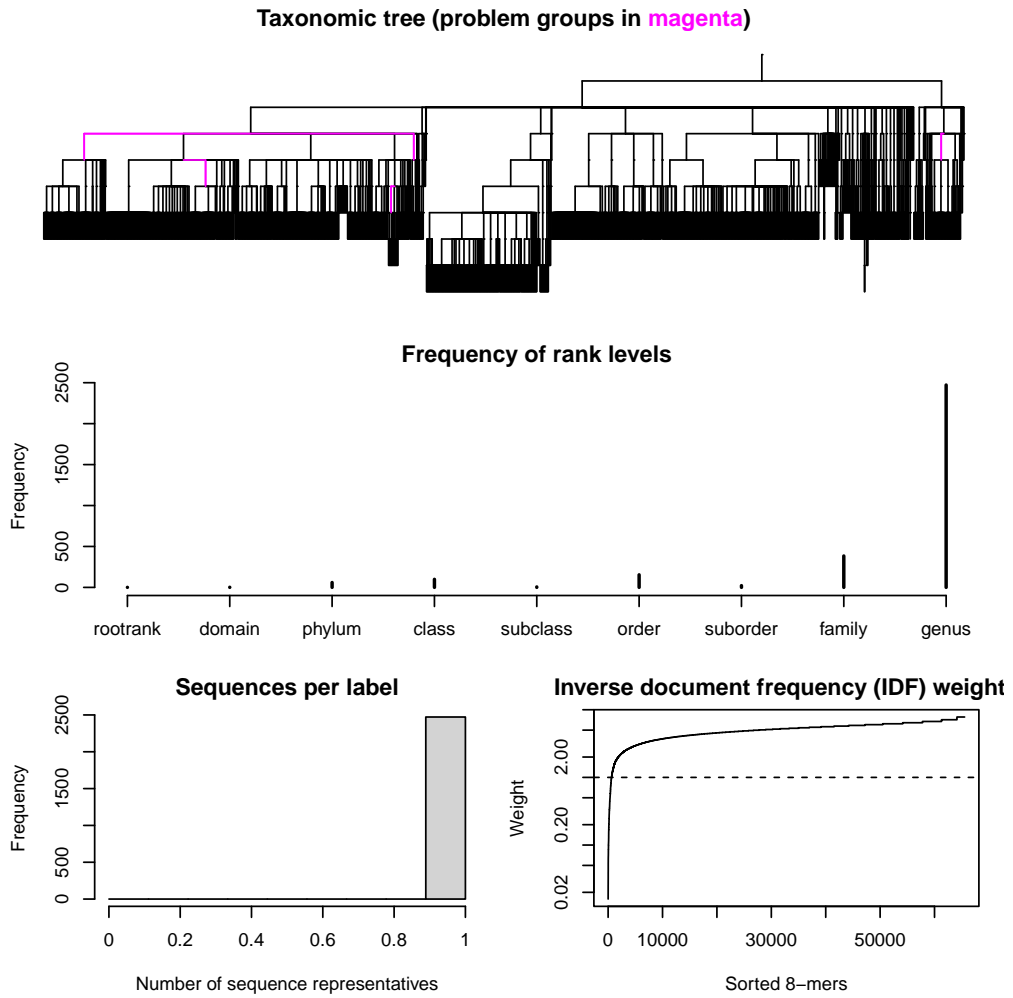 Taxonomic tree (problem groups in magenta)
Frequency of rank levels
Frequency
0
500
1500
2500
rootrank domain phylum class subclass order suborder family genus
Sequences per label
Frequency
0
500
1500
2500
0 0.2 0.4 0.6 0.8 1
Number of sequence representatives
Inverse document frequency (IDF) weight
Weight
0.02
0.20
2.00
0 10000 30000 50000
Sorted 8−mers